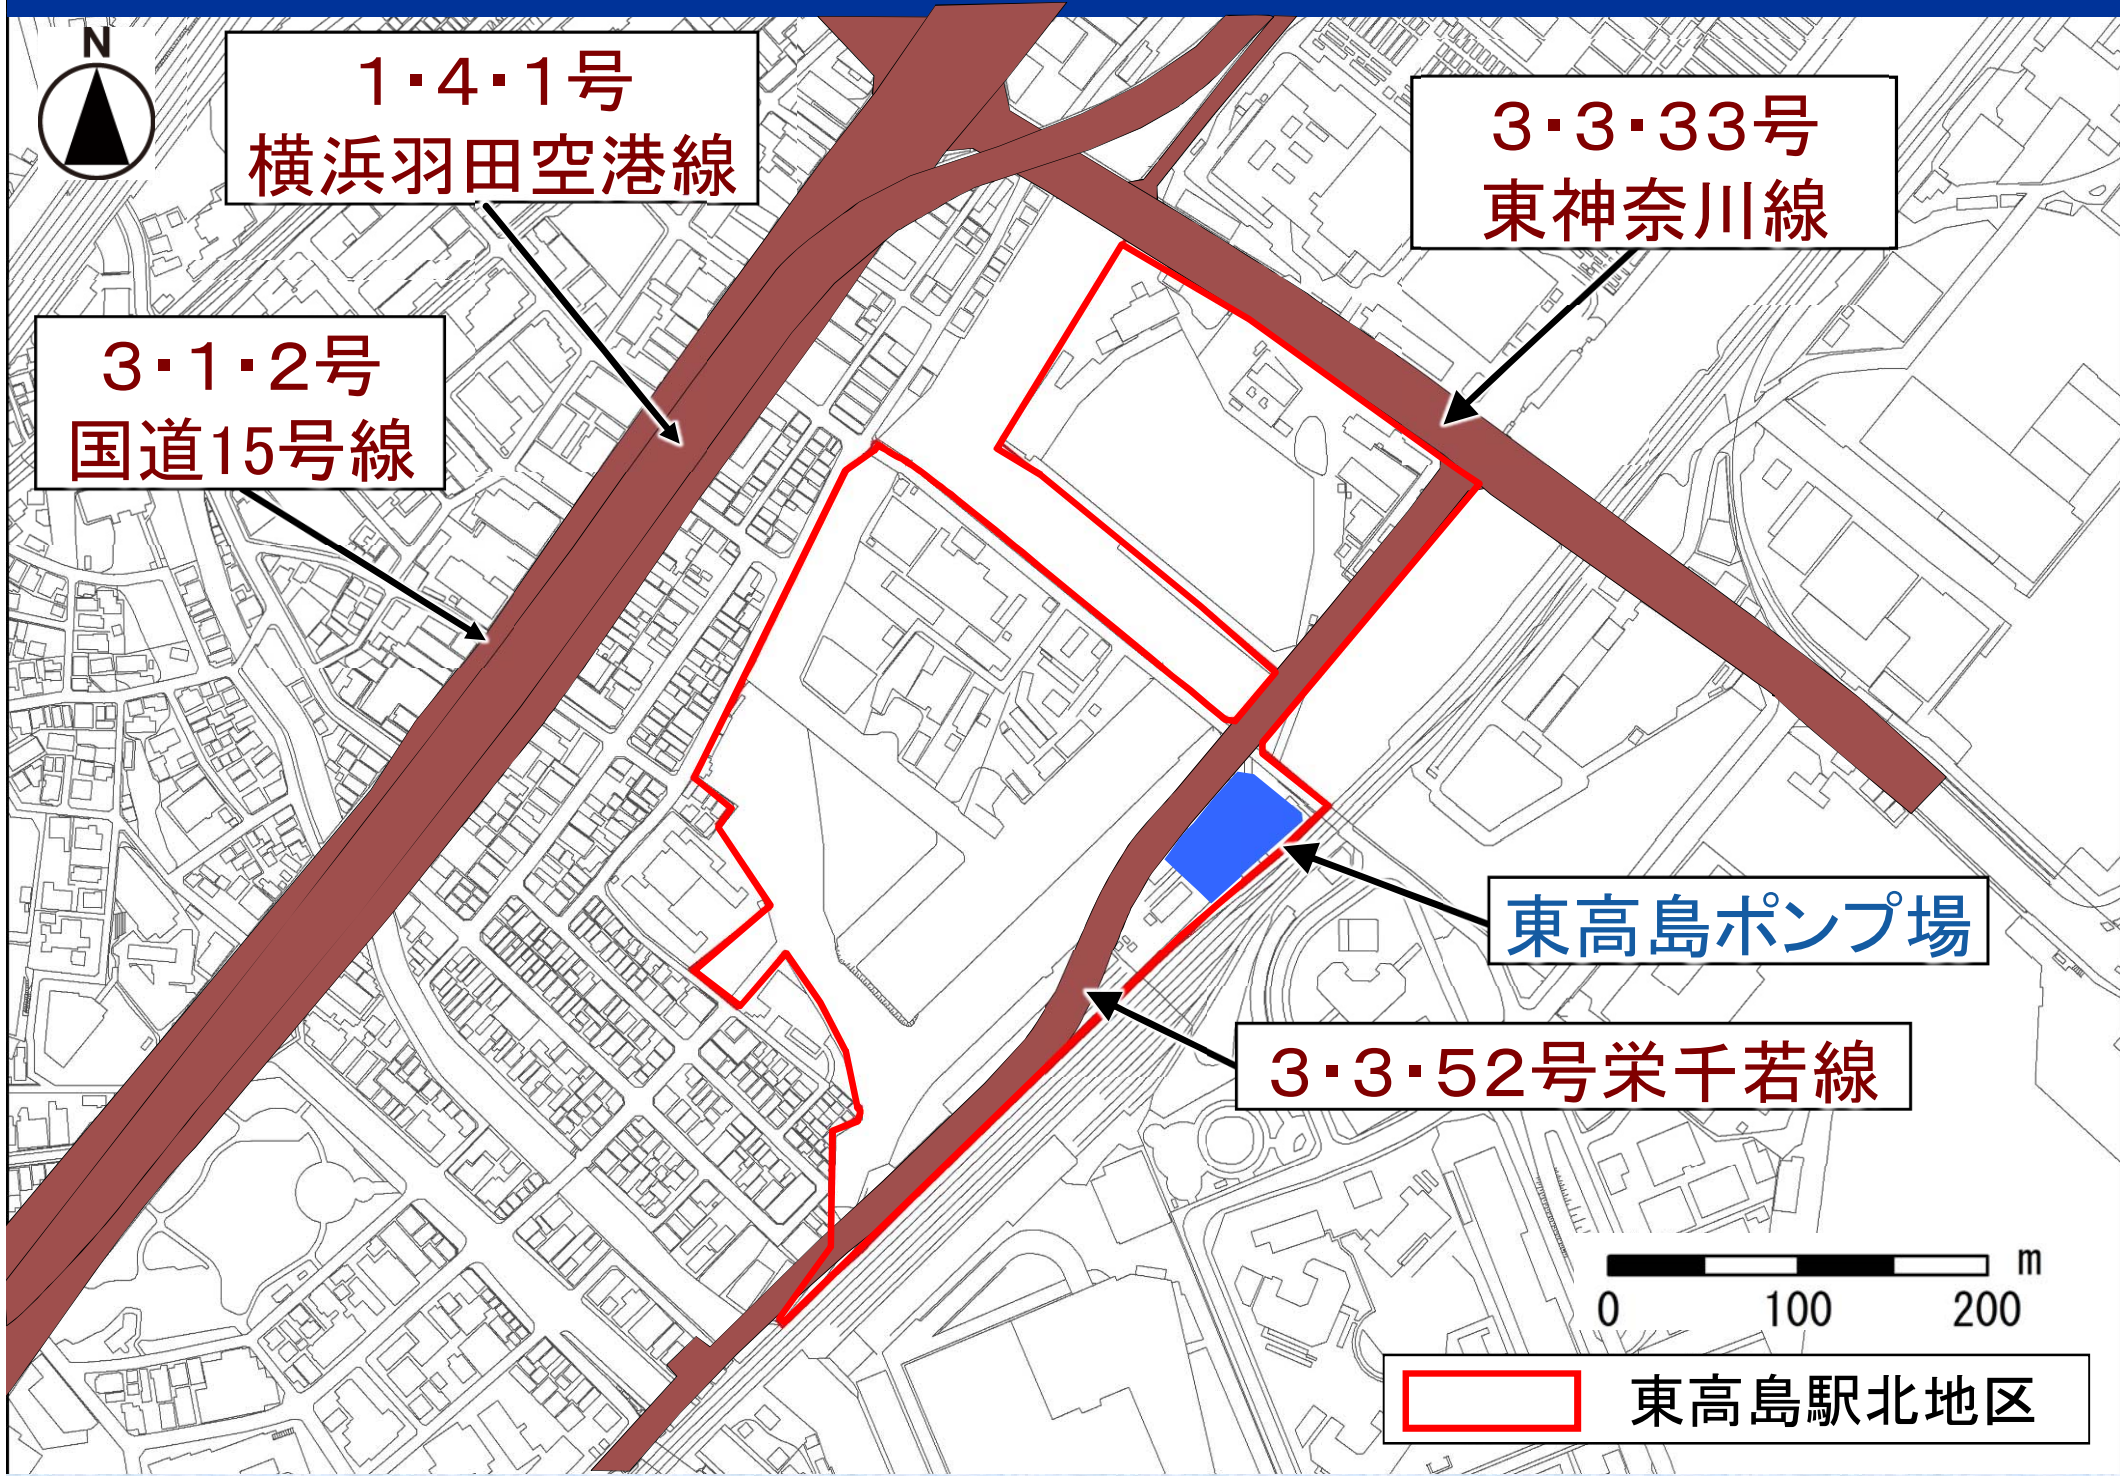 N
1・4・1号
横浜羽田空港線
3・3・33号
東神奈川線
3・1・2号
国道15号線
東高島ポンプ場
3・3・52号栄千若線
m
0 100 200
東高島駅北地区